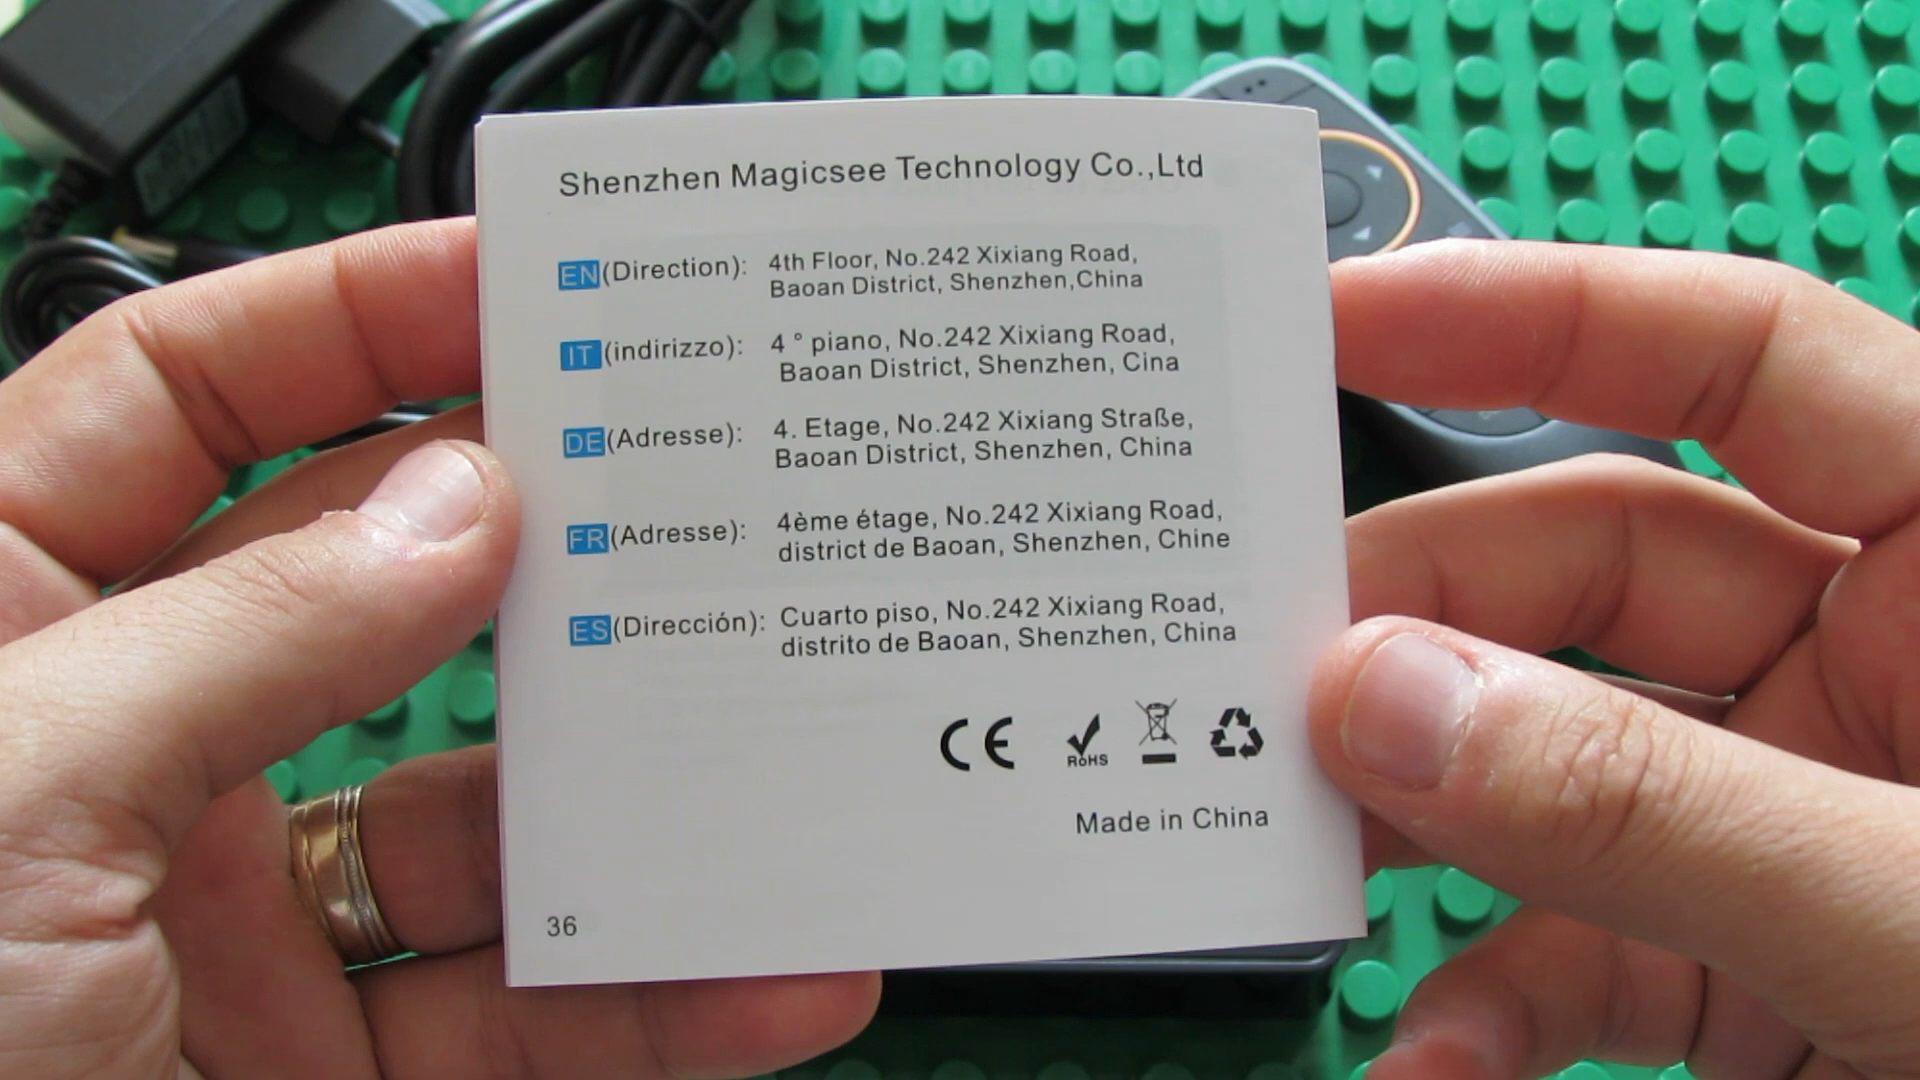 Shenzhen Magicsee Technology Co.,Ltd
EN(Direction): 4th Floor, No.242 Xixiang Road,
Baoan District, Shenzhen,China
IT(indirizzo): 4 ° piano, No.242 Xixiang Road,
Baoan District, Shenzhen, Cina
DE(Adresse): 4. Etage, No.242 Xixiang Straße,
Baoan District, Shenzhen, China
FR(Adresse): 4ème étage, No.242 Xixiang Road,
district de Baoan, Shenzhen, Chine
ES(Dirección): Cuarto piso, No.242 Xixiang Road,
distrito de Baoan, Shenzhen, China
CE RoHS
Made in China
36